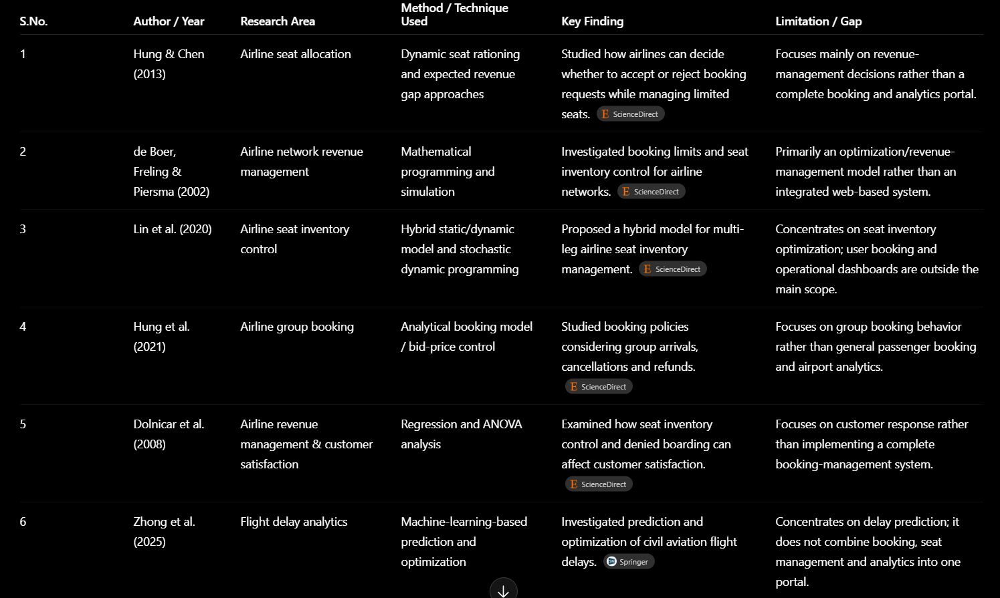 S.No.
Author / Year
Research Area
Method / Technique
Used
Key Finding
Limitation / Gap
1
Hung & Chen
(2013)
Airline seat allocation
Dynamic seat rationing
and expected revenue
gap approaches
Studied how airlines can decide
whether to accept or reject booking
requests while managing limited
seats. E ScienceDirect
Focuses mainly on revenue-
management decisions rather than a
complete booking and analytics portal.
2
de Boer,
Freling &
Piersma (2002)
Airline network revenue
management
Mathematical
programming and
simulation
Investigated booking limits and seat
inventory control for airline
networks. E ScienceDirect
Primarily an optimization/revenue-
management model rather than an
integrated web-based system.
3
Lin et al. (2020)
Airline seat inventory
control
Hybrid static/dynamic
model and stochastic
dynamic programming
Proposed a hybrid model for multi-
leg airline seat inventory
management. E ScienceDirect
Concentrates on seat inventory
optimization; user booking and
operational dashboards are outside the
main scope.
4
Hung et al.
(2021)
Airline group booking
Analytical booking model
/ bid-price control
Studied booking policies
considering group arrivals,
cancellations and refunds.
E ScienceDirect
Focuses on group booking behavior
rather than general passenger booking
and airport analytics.
5
Dolnicar et al.
(2008)
Airline revenue
management & customer
satisfaction
Regression and ANOVA
analysis
Examined how seat inventory
control and denied boarding can
affect customer satisfaction.
E ScienceDirect
Focuses on customer response rather
than implementing a complete
booking-management system.
6
Zhong et al.
(2025)
Flight delay analytics
Machine-learning-based
prediction and
optimization
Investigated prediction and
optimization of civil aviation flight
delays. SN Springer
Concentrates on delay prediction; it
does not combine booking, seat
management and analytics into one
portal.